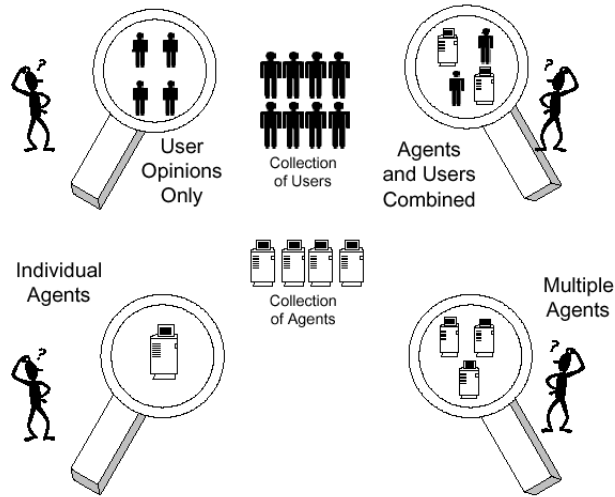 ?
?
User
Opinions
Only
Collection
of Users
Agents
and Users
Combined
Individual
Agents
Collection
of Agents
Multiple
Agents
?
?